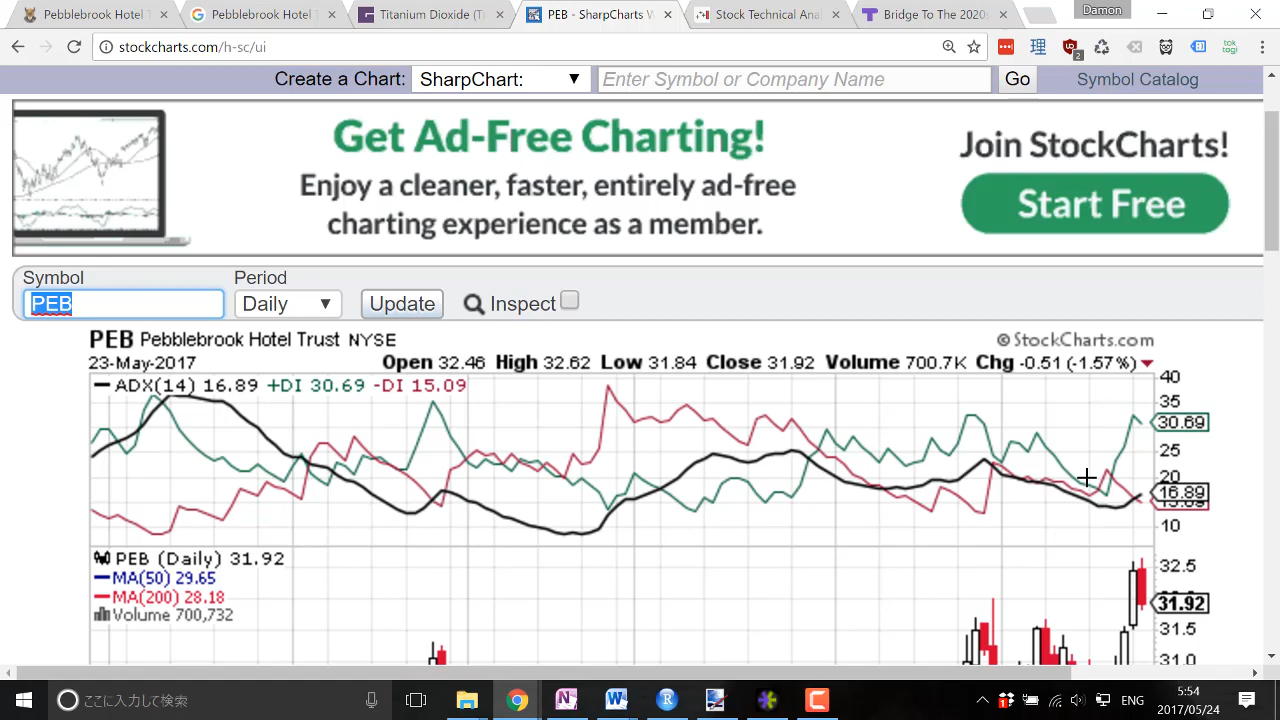 Damon
Pebblebrook Hotel T
Pebblebrook Hotel T
Titanium Dioxide (T
PEB - SharpCharts W
Stock Technical Ana
Bridge To The 2020s
stockcharts.com/h-sc/ui
Create a Chart: SharpChart: Enter Symbol or Company Name Go Symbol Catalog
Get Ad-Free Charting!
Enjoy a cleaner, faster, entirely ad-free
charting experience as a member.
Join StockCharts!
Start Free
Symbol Period
PEB Daily Update Inspect
PEB Pebblebrook Hotel Trust NYSE © StockCharts.com
23-May-2017 Open 32.46 High 32.62 Low 31.84 Close 31.92 Volume 700.7K Chg -0.51 (-1.57%)
ADX(14) 16.89 +DI 30.69 -DI 15.09
40
35
30.69
25
20
16.89
15.09
10
PEB (Daily) 31.92
MA(50) 29.65
MA(200) 28.18
Volume 700,732
32.5
31.92
31.5
31.0
ここに入力して検索
ENG
5:54
2017/05/24